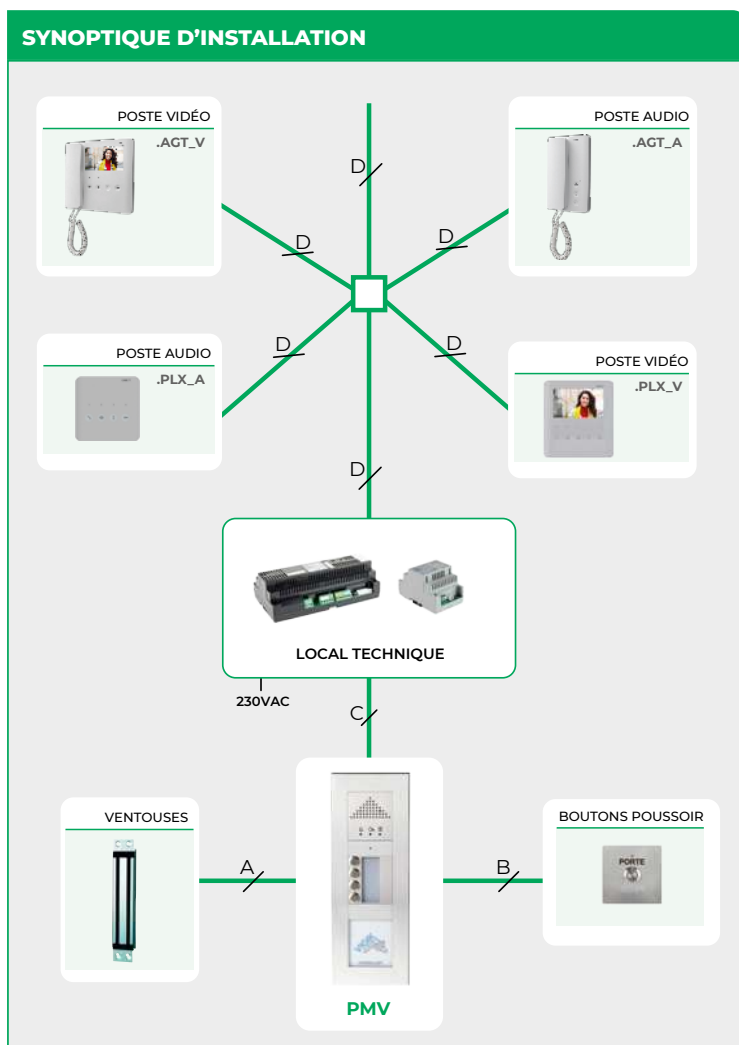 SYNOPTIQUE D'INSTALLATION
POSTE VIDÉO
.AGT_V
POSTE AUDIO
.AGT_A
D
D
D
POSTE AUDIO
.PLX_A
D
D
POSTE VIDÉO
.PLX_V
D
LOCAL TECHNIQUE
230VAC
C
VENTOUSES
A
B
BOUTONS POUSSOIR
PORTE
PMV